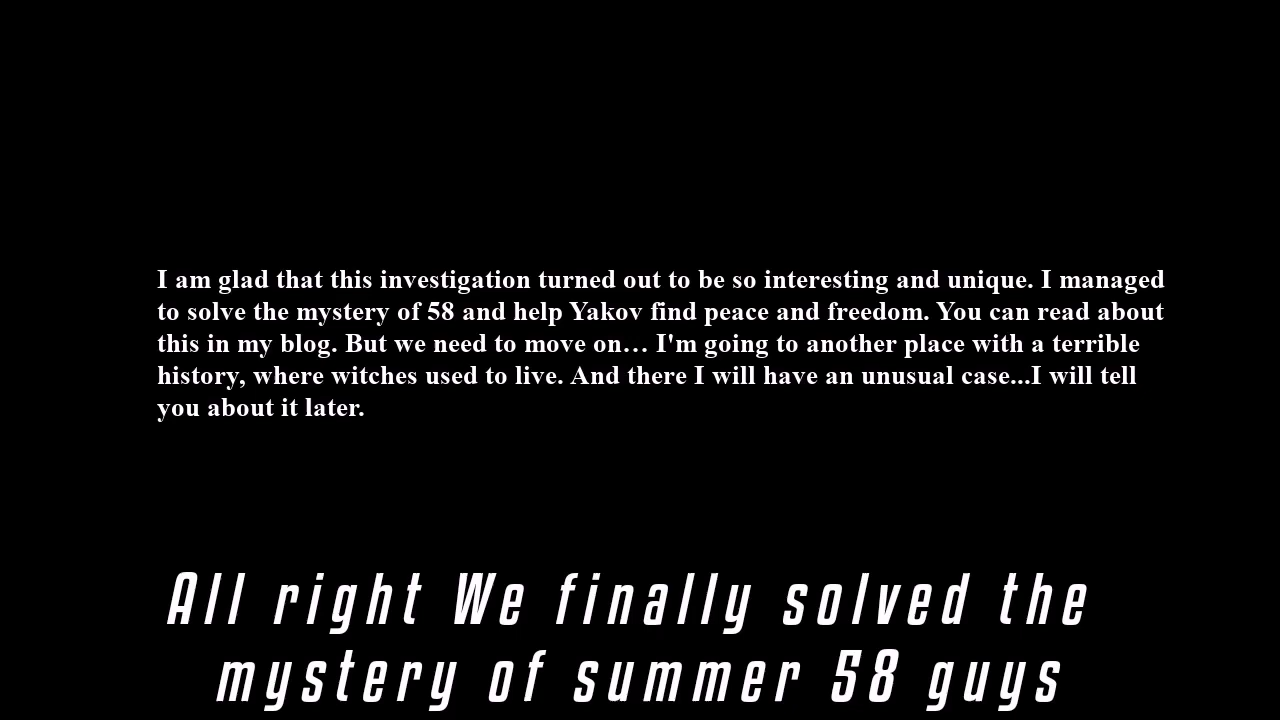 I am glad that this investigation turned out to be so interesting and unique. I managed
to solve the mystery of 58 and help Yakov find peace and freedom. You can read about
this in my blog. But we need to move on… I'm going to another place with a terrible
history, where witches used to live. And there I will have an unusual case...I will tell
you about it later.
All right We finally solved the
mystery of summer 58 guys